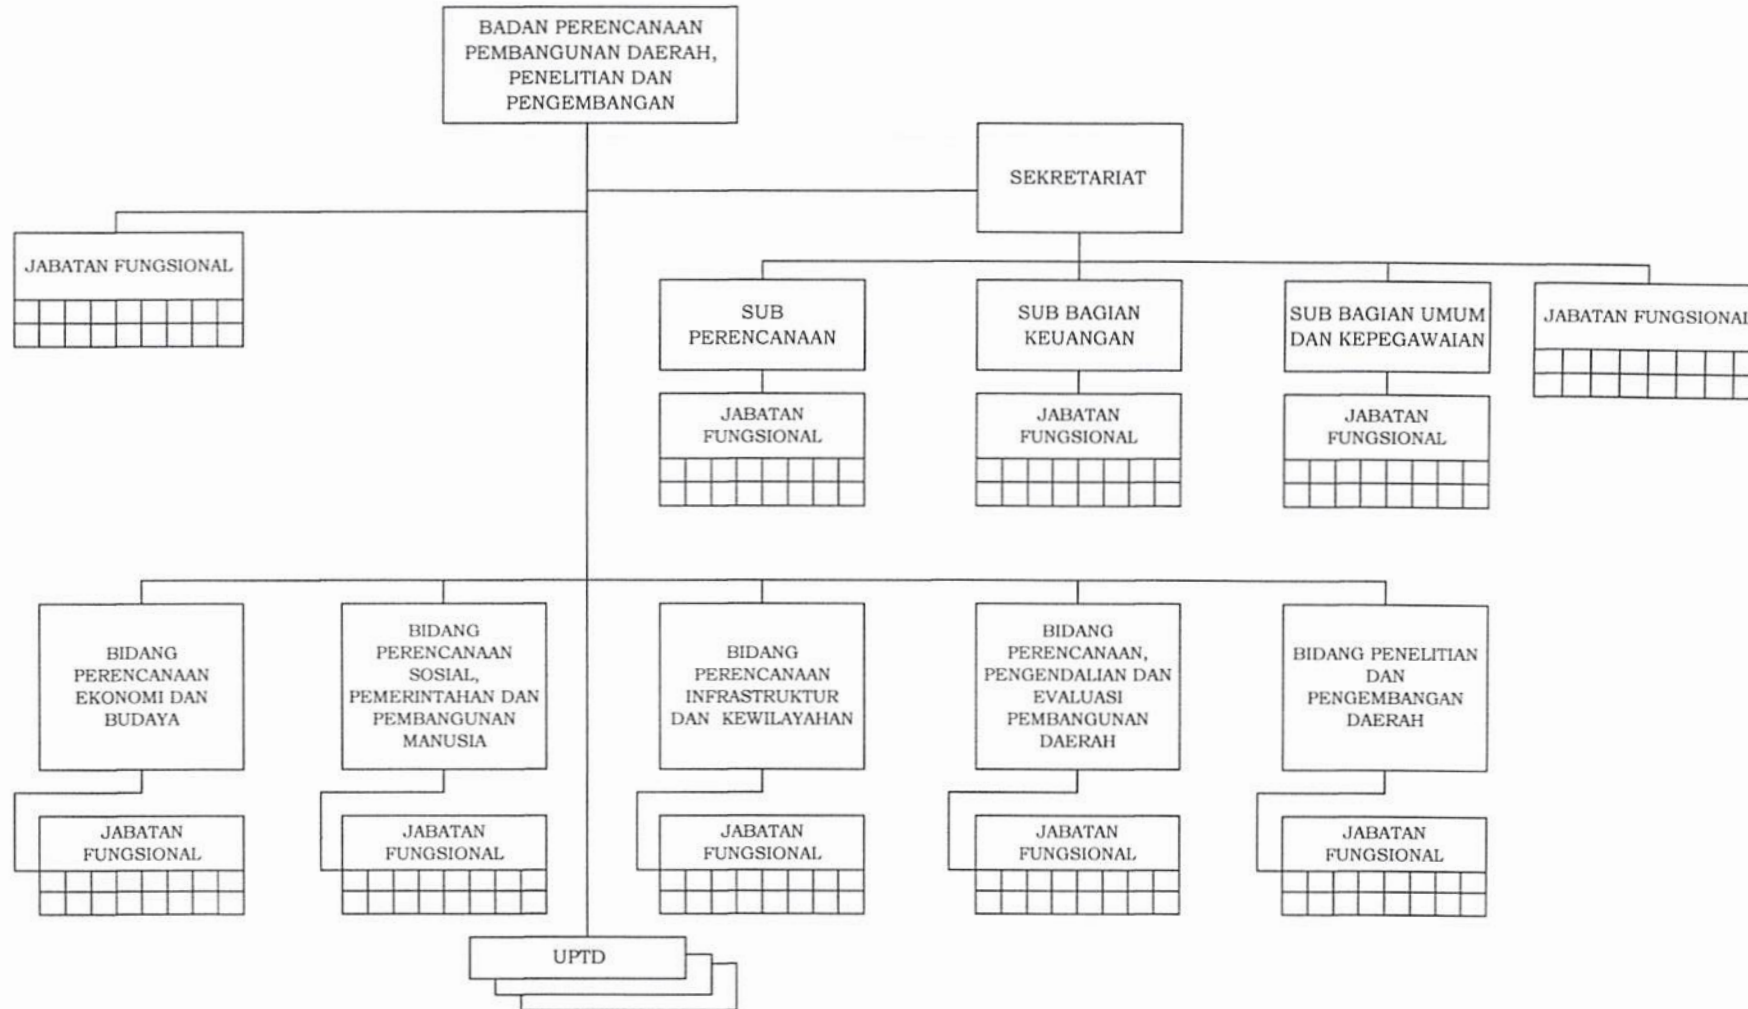 BADAN PERENCANAAN
PEMBANGUNAN DAERAH,
PENELITIAN DAN
PENGEMBANGAN
SEKRETARIAT
JABATAN FUNGSIONAL
SUB
PERENCANAAN
SUB BAGIAN
KEUANGAN
SUB BAGIAN UMUM
DAN KEPEGAWAIAN
JABATAN FUNGSIONAL
JABATAN
FUNGSIONAL
JABATAN
FUNGSIONAL
JABATAN
FUNGSIONAL
BIDANG
PERENCANAAN
EKONOMI DAN
BUDAYA
BIDANG
PERENCANAAN
SOSIAL,
PEMERINTAHAN DAN
PEMBANGUNAN
MANUSIA
BIDANG
PERENCANAAN
INFRASTRUKTUR
DAN KEWILAYAHAN
BIDANG
PERENCANAAN,
PENGENDALIAN DAN
EVALUASI
PEMBANGUNAN
DAERAH
BIDANG PENELITIAN
DAN
PENGEMBANGAN
DAERAH
JABATAN
FUNGSIONAL
JABATAN
FUNGSIONAL
JABATAN
FUNGSIONAL
JABATAN
FUNGSIONAL
JABATAN
FUNGSIONAL
UPTD